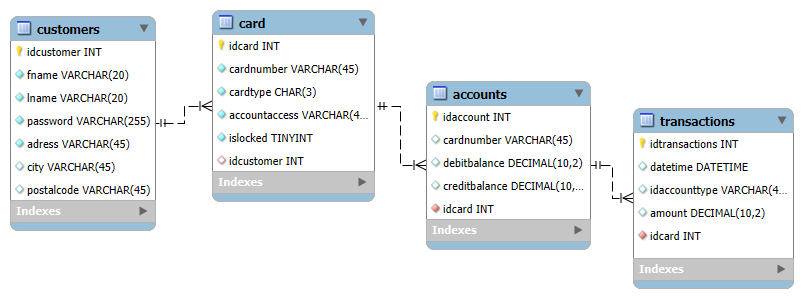 customers
idcustomer INT
fname VARCHAR(20)
lname VARCHAR(20)
password VARCHAR(255)
adress VARCHAR(45)
city VARCHAR(45)
postalcode VARCHAR(45)
Indexes
card
idcard INT
cardnumber VARCHAR(45)
cardtype CHAR(3)
accountaccess VARCHAR(4...
islocked TINYINT
idcustomer INT
Indexes
accounts
idaccount INT
cardnumber VARCHAR(45)
debitbalance DECIMAL(10,2)
creditbalance DECIMAL(10,...
idcard INT
Indexes
transactions
idtransactions INT
datetime DATETIME
idaccounttype VARCHAR(4...
amount DECIMAL(10,2)
idcard INT
Indexes